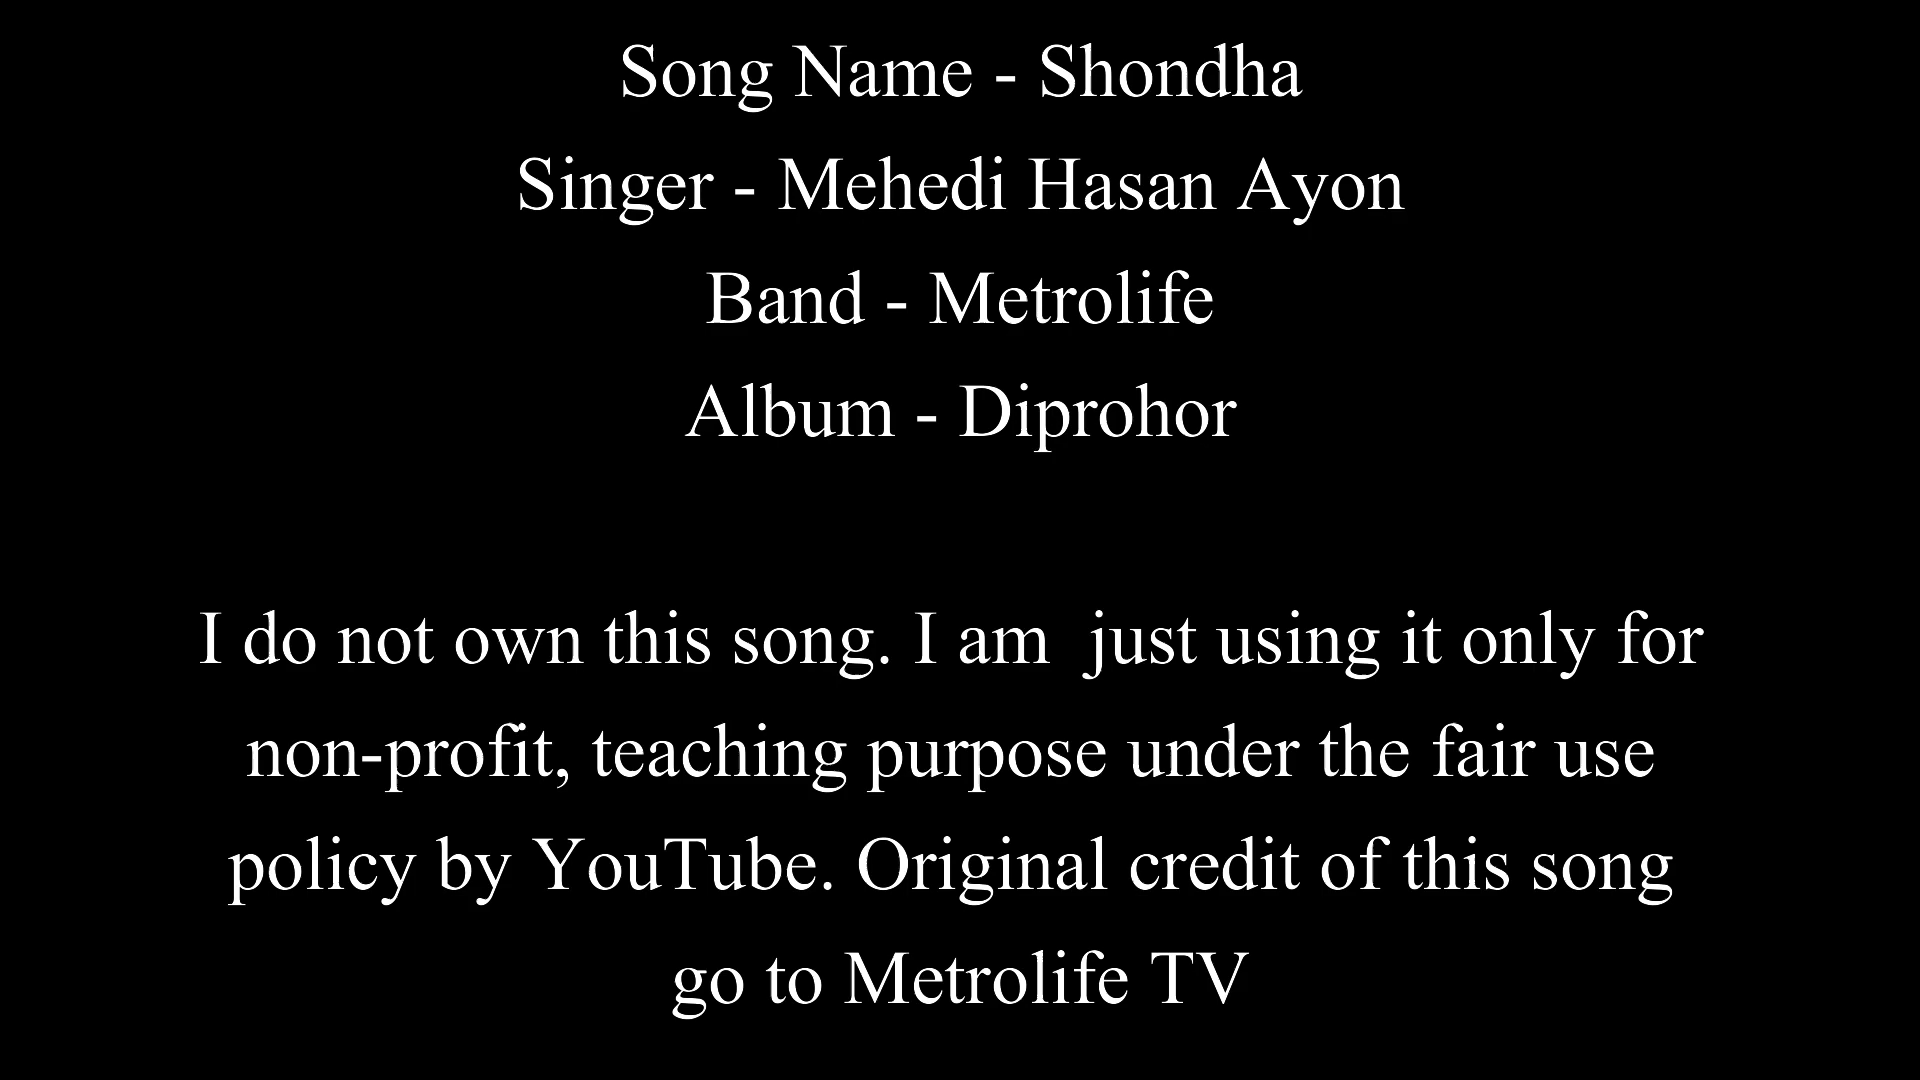 Song Name - Shondha
Singer - Mehedi Hasan Ayon
Band - Metrolife
Album - Diprohor
I do not own this song. I am  just using it only for
non-profit, teaching purpose under the fair use
policy by YouTube. Original credit of this song
go to Metrolife TV